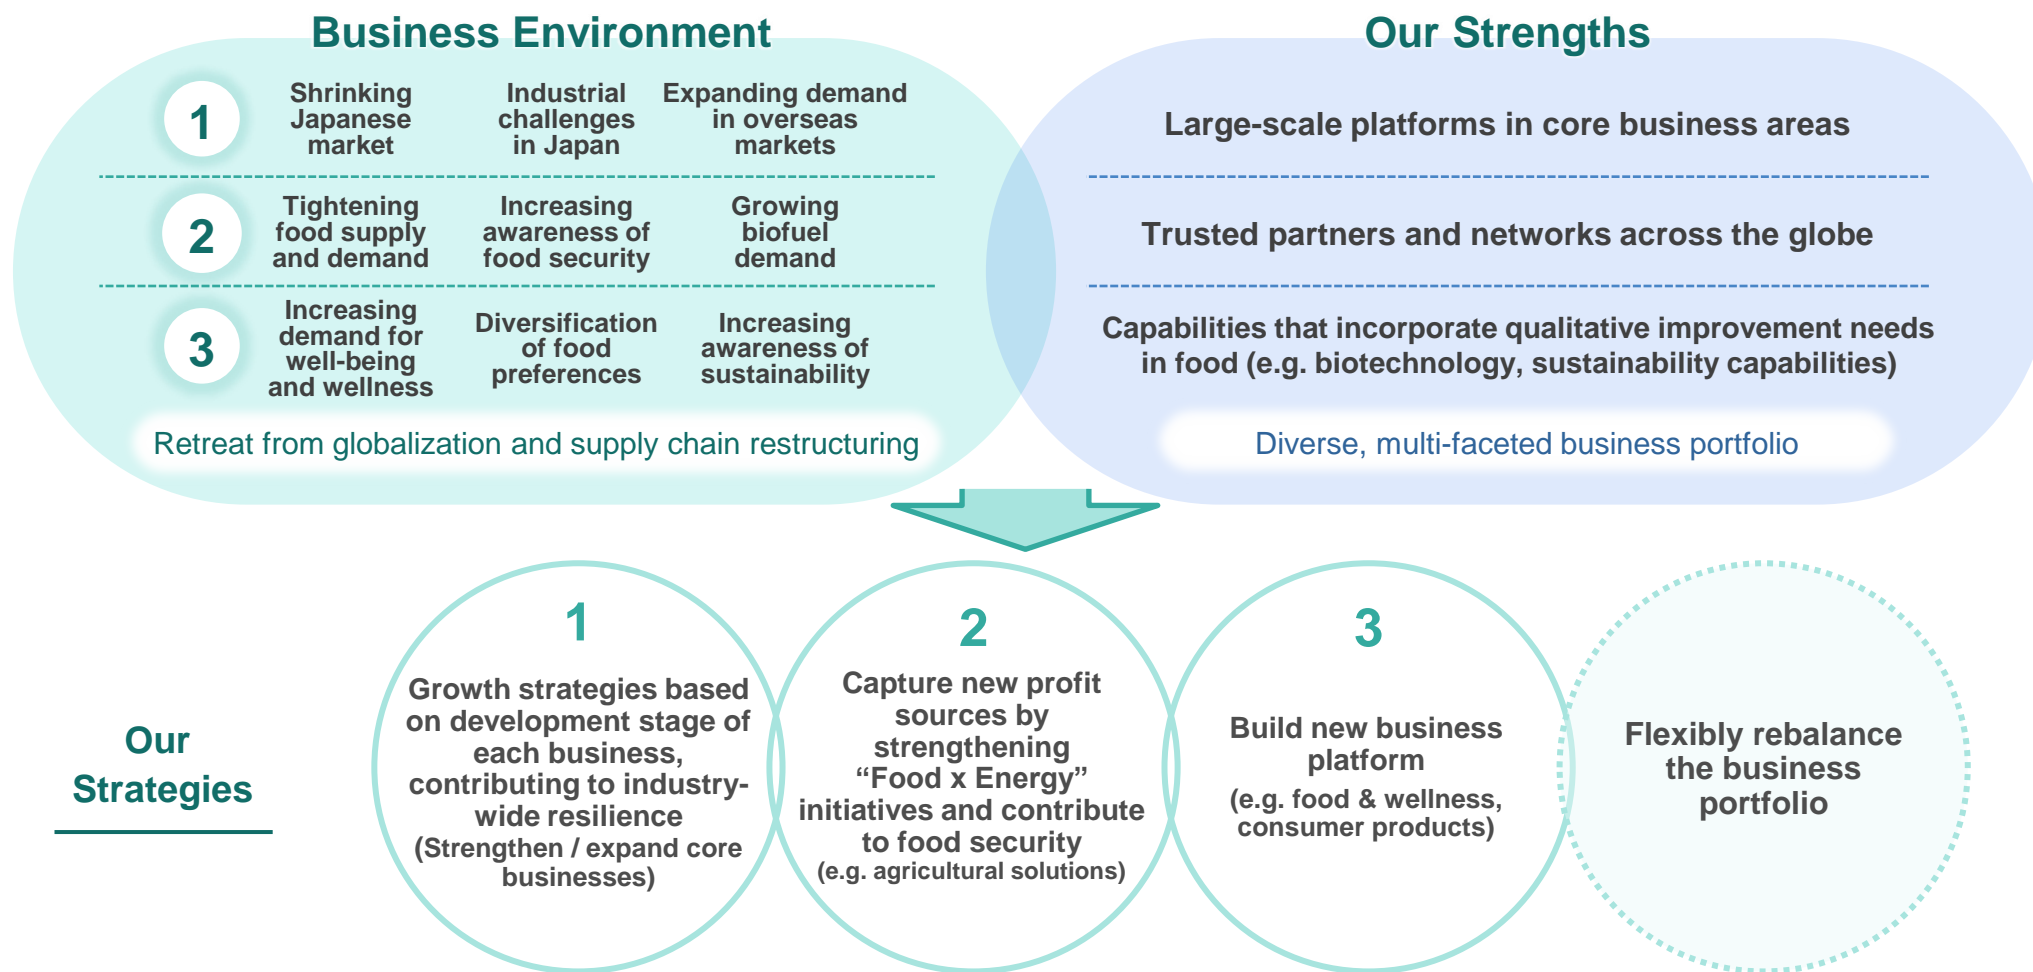 Business Environment
1
Shrinking
Japanese
market
Industrial
challenges
in Japan
Expanding demand
in overseas
markets
2
Tightening
food supply
and demand
Increasing
awareness of
food security
Growing
biofuel
demand
3
Increasing
demand for
well-being
and wellness
Diversification
of food
preferences
Increasing
awareness of
sustainability
Retreat from globalization and supply chain restructuring
Our Strengths
Large-scale platforms in core business areas
Trusted partners and networks across the globe
Capabilities that incorporate qualitative improvement needs
in food (e.g. biotechnology, sustainability capabilities)
Diverse, multi-faceted business portfolio
Our
Strategies
1
Growth strategies based
on development stage of
each business,
contributing to industry-
wide resilience
(Strengthen / expand core
businesses)
2
Capture new profit
sources by
strengthening
“Food x Energy”
initiatives and contribute
to food security
(e.g. agricultural solutions)
3
Build new business
platform
(e.g. food & wellness,
consumer products)
Flexibly rebalance
the business
portfolio